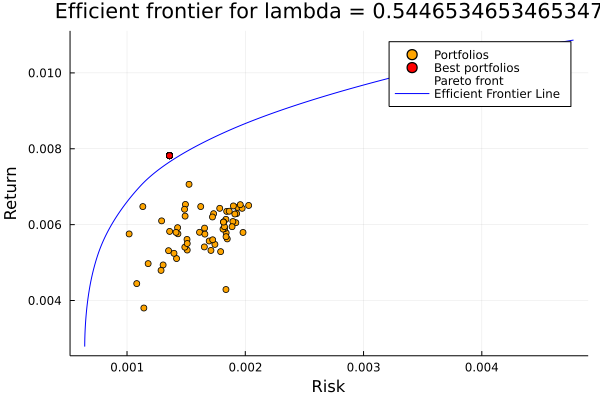 Efficient frontier for lambda = 0.5446534653465347
Portfolios
Best portfolios
Pareto front
Efficient Frontier Line
Return
0.010
0.008
0.006
0.004
0.001
0.002
0.003
0.004
Risk